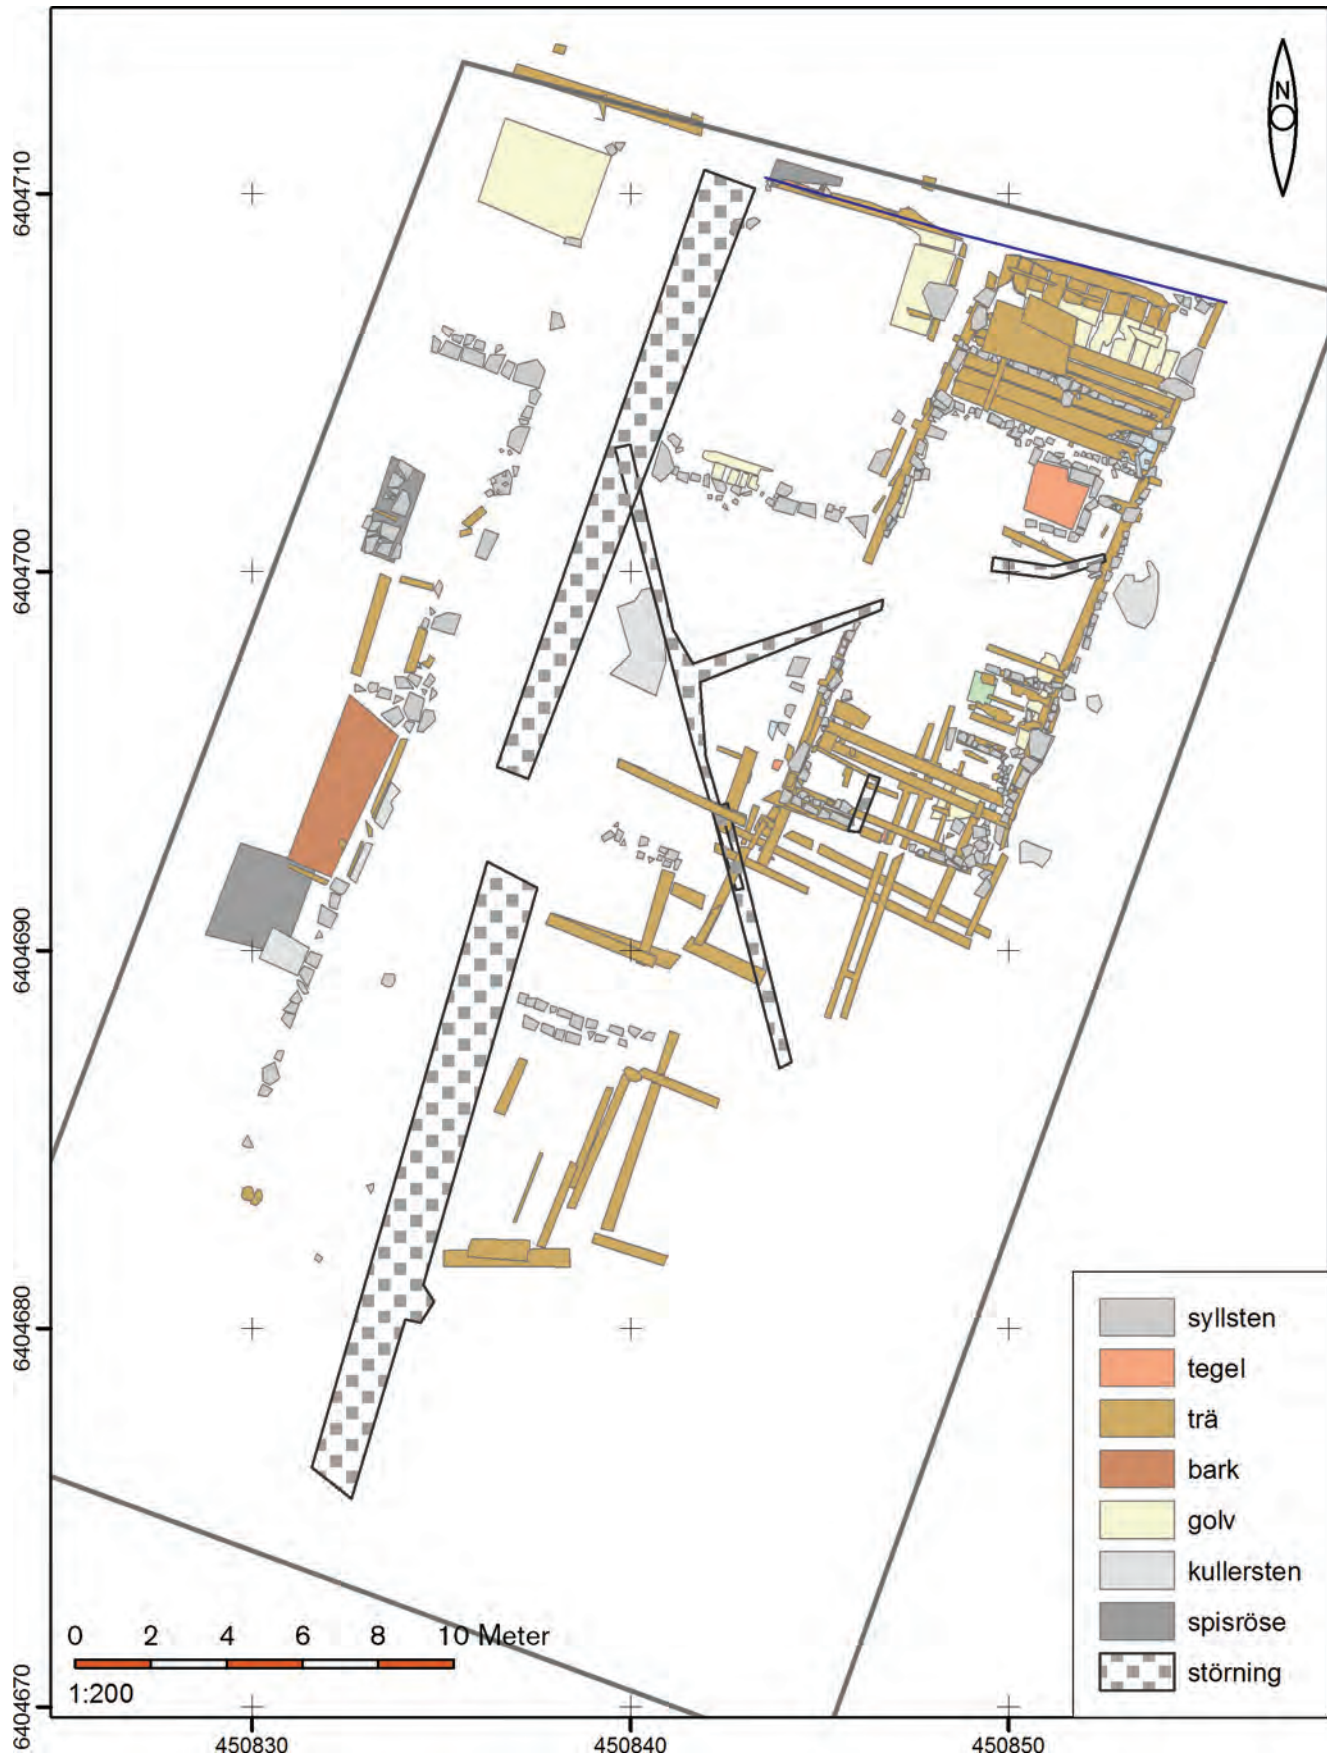 N
6404710
6404700
6404690
6404680
6404670
450830
450840
450850
0 2 4 6 8 10 Meter
1:200
syllsten
tegel
trä
bark
golv
kullersten
spisröse
störning